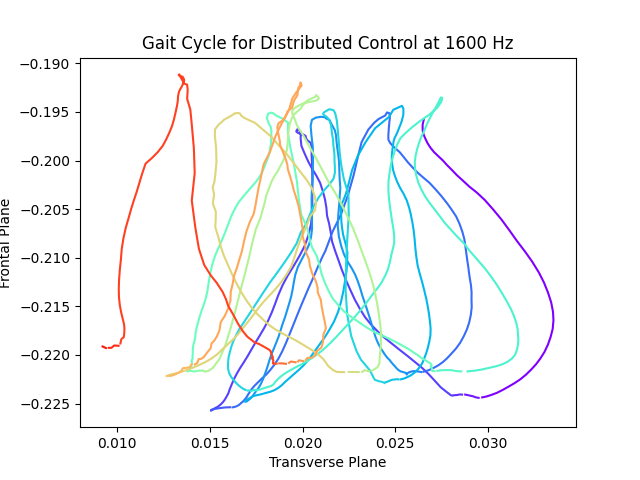 Gait Cycle for Distributed Control at 1600 Hz
Frontal Plane
−0.190
−0.195
−0.200
−0.205
−0.210
−0.215
−0.220
−0.225
0.010 0.015 0.020 0.025 0.030
Transverse Plane